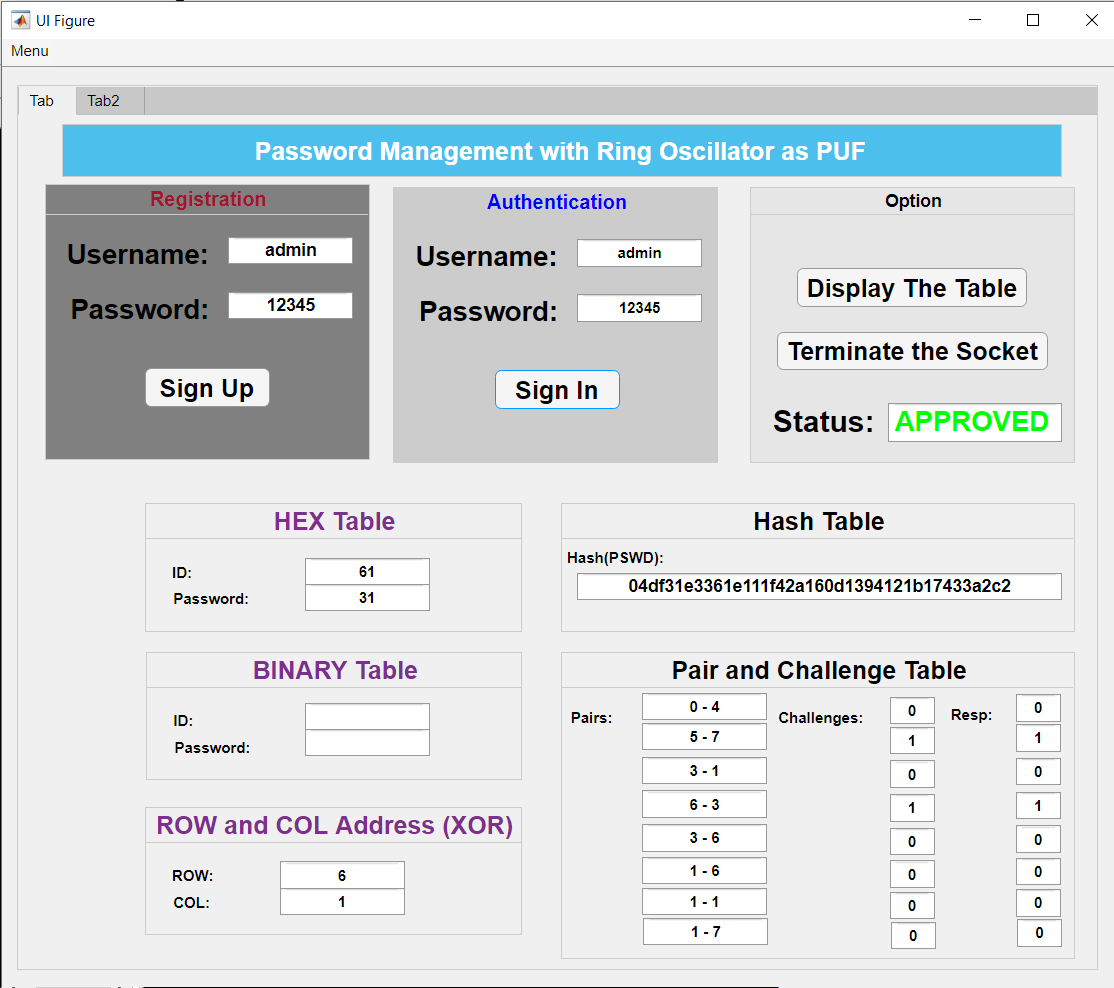 UI Figure
Menu
Tab Tab2
Password Management with Ring Oscillator as PUF
Registration
Username: admin
Password: 12345
Sign Up
Authentication
Username: admin
Password: 12345
Sign In
Option
Display The Table
Terminate the Socket
Status: APPROVED
HEX Table
ID: 61
Password: 31
Hash Table
Hash(PSWD):
04df31e3361e111f42a160d1394121b17433a2c2
BINARY Table
ID:
Password:
ROW and COL Address (XOR)
ROW: 6
COL: 1
Pair and Challenge Table
Pairs: 0 - 4 Challenges: 0 Resp: 0
5 - 7 1 1
3 - 1 0 0
6 - 3 1 1
3 - 6 0 0
1 - 6 0 0
1 - 1 0 0
1 - 7 0 0